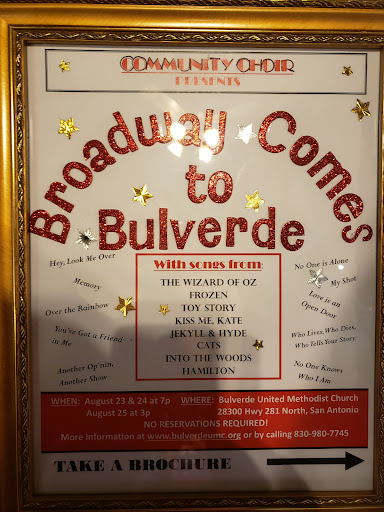 COMMUNITY CHOIR
PRESENTS
Broadway Comes
to
Bulverde
Hey, Look Me Over
Memory
Over the Rainbow
You've Got a Friend
in Me
Another Op'nin,
Another Show
With songs from:
THE WIZARD OF OZ
FROZEN
TOY STORY
KISS ME, KATE
JEKYLL & HYDE
CATS
INTO THE WOODS
HAMILTON
No One is Alone
My Shot
Love is an
Open Door
Who Lives, Who Dies,
Who Tells Your Story
No One Knows
Who I Am
WHEN: August 23 & 24 at 7p WHERE: Bulverde United Methodist Church
August 25 at 3p 28300 Hwy 281 North, San Antonio
NO RESERVATIONS REQUIRED!
More information at www.bulverdeumc.org or by calling 830-980-7745
TAKE A BROCHURE